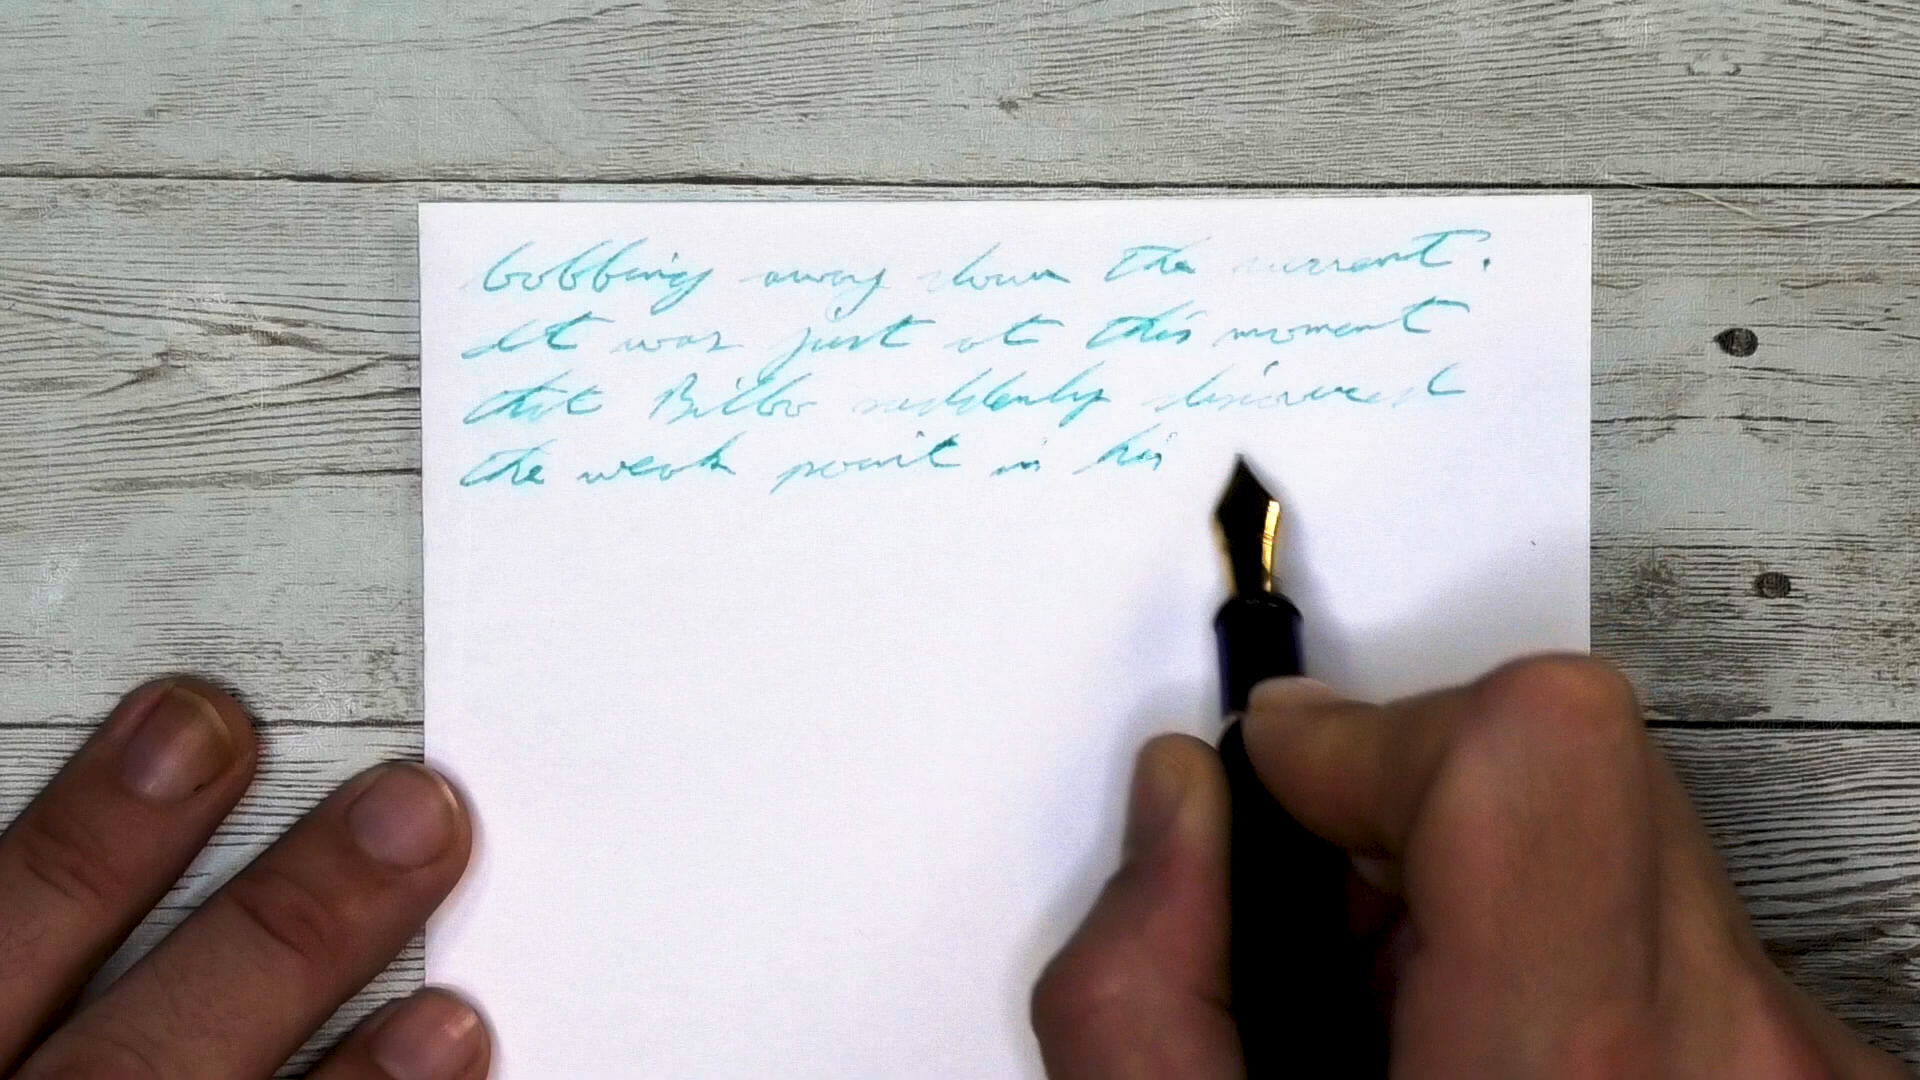 bobbing away down the current.
It was just at this moment
that Bilbo suddenly discovered
the weak point in his